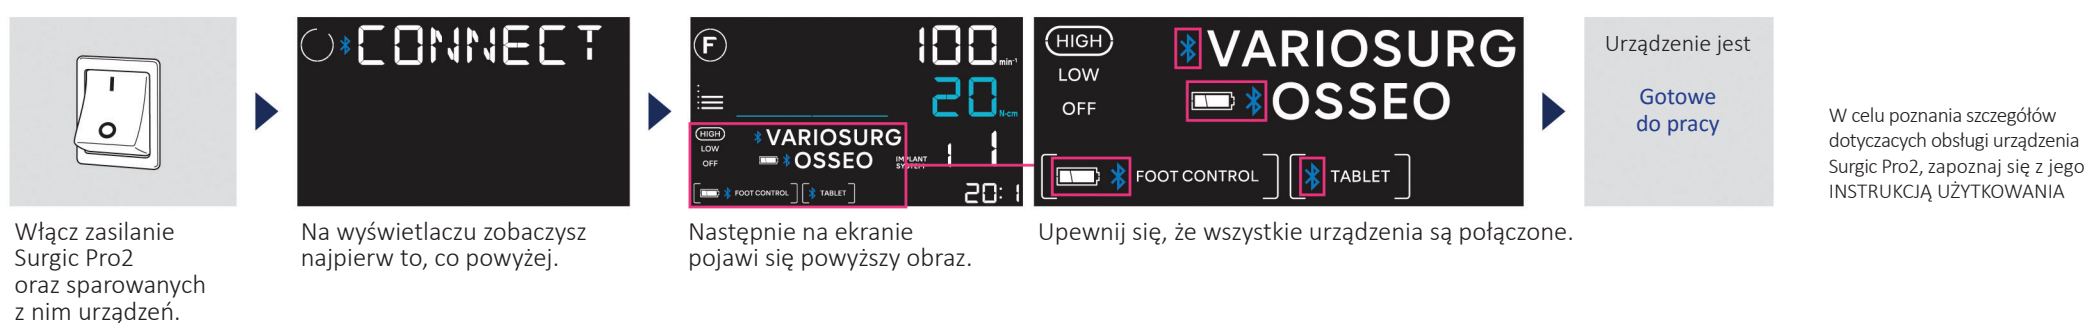 Włącz zasilanie
Surgic Pro2
oraz sparowanych
z nim urządzeń.
CONNECT
Na wyświetlaczu zobaczysz
najpierw to, co powyżej.
F
100 min⁻¹
20 N·cm
HIGH
LOW
OFF
VARIOSURG
OSSEO
IMPLANT
SYSTEM
FOOT CONTROL
TABLET
20:1
Następnie na ekranie
pojawi się powyższy obraz.
HIGH
LOW
OFF
VARIOSURG
OSSEO
FOOT CONTROL
TABLET
Upewnij się, że wszystkie urządzenia są połączone.
Urządzenie jest
Gotowe
do pracy
W celu poznania szczegółów
dotyczacych obsługi urządzenia
Surgic Pro2, zapoznaj się z jego
INSTRUKCJĄ UŻYTKOWANIA